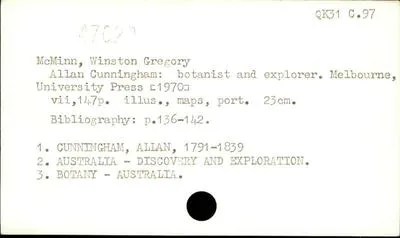 QK31 C.97
McMinn, Winston Gregory
Allan Cunningham: botanist and explorer. Melbourne,
University Press [1970]
vii,147p. illus., maps, port. 23cm.
Bibliography: p.136-142.
1. CUNNINGHAM, ALLAN, 1791-1839
2. AUSTRALIA - DISCOVERY AND EXPLORATION.
3. BOTANY - AUSTRALIA.